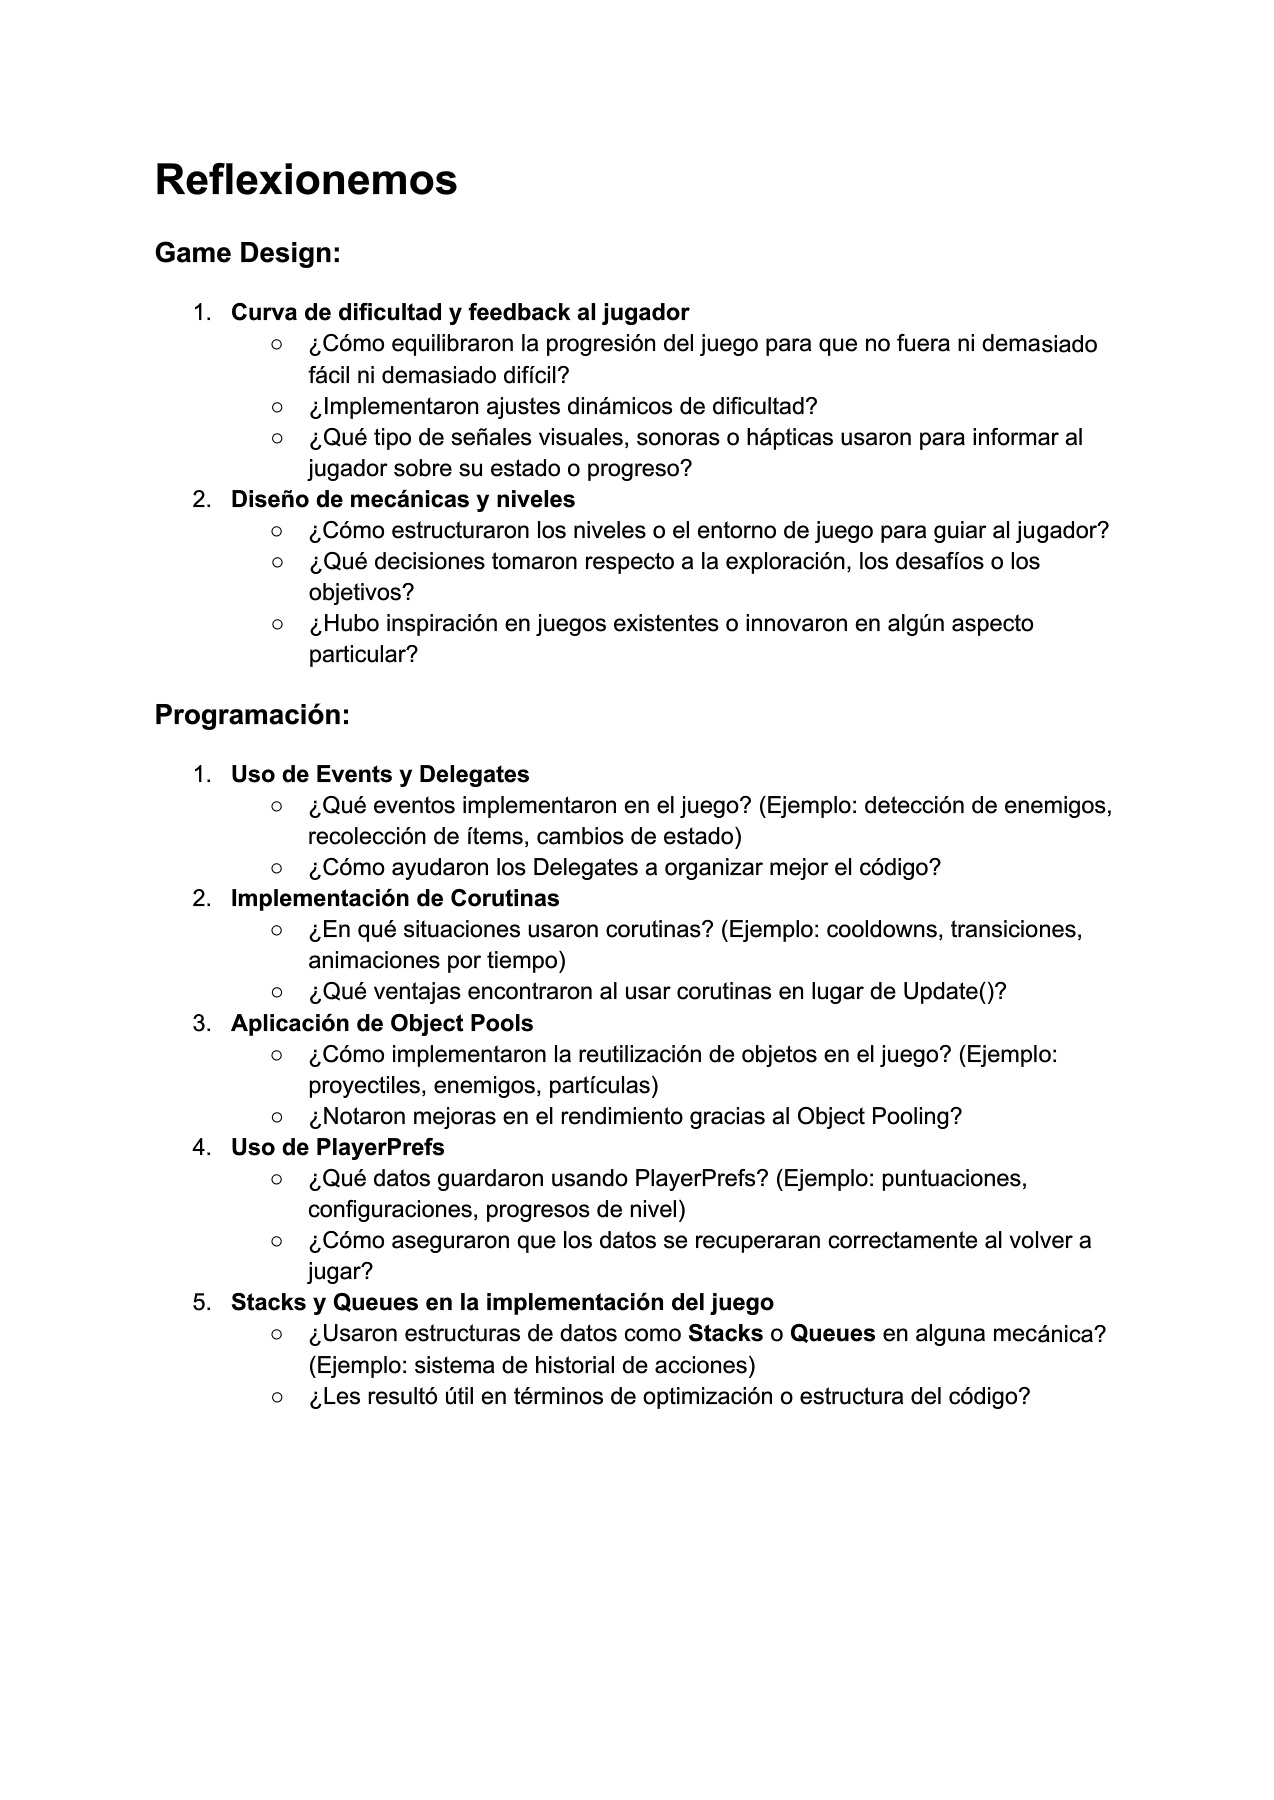 Reflexionemos
Game Design:
1. Curva de dificultad y feedback al jugador
○ ¿Cómo equilibraron la progresión del juego para que no fuera ni demasiado
fácil ni demasiado difícil?
○ ¿Implementaron ajustes dinámicos de dificultad?
○ ¿Qué tipo de señales visuales, sonoras o hápticas usaron para informar al
jugador sobre su estado o progreso?
2. Diseño de mecánicas y niveles
○ ¿Cómo estructuraron los niveles o el entorno de juego para guiar al jugador?
○ ¿Qué decisiones tomaron respecto a la exploración, los desafíos o los
objetivos?
○ ¿Hubo inspiración en juegos existentes o innovaron en algún aspecto
particular?
Programación:
1. Uso de Events y Delegates
○ ¿Qué eventos implementaron en el juego? (Ejemplo: detección de enemigos,
recolección de ítems, cambios de estado)
○ ¿Cómo ayudaron los Delegates a organizar mejor el código?
2. Implementación de Corutinas
○ ¿En qué situaciones usaron corutinas? (Ejemplo: cooldowns, transiciones,
animaciones por tiempo)
○ ¿Qué ventajas encontraron al usar corutinas en lugar de Update()?
3. Aplicación de Object Pools
○ ¿Cómo implementaron la reutilización de objetos en el juego? (Ejemplo:
proyectiles, enemigos, partículas)
○ ¿Notaron mejoras en el rendimiento gracias al Object Pooling?
4. Uso de PlayerPrefs
○ ¿Qué datos guardaron usando PlayerPrefs? (Ejemplo: puntuaciones,
configuraciones, progresos de nivel)
○ ¿Cómo aseguraron que los datos se recuperaran correctamente al volver a
jugar?
5. Stacks y Queues en la implementación del juego
○ ¿Usaron estructuras de datos como Stacks o Queues en alguna mecánica?
(Ejemplo: sistema de historial de acciones)
○ ¿Les resultó útil en términos de optimización o estructura del código?